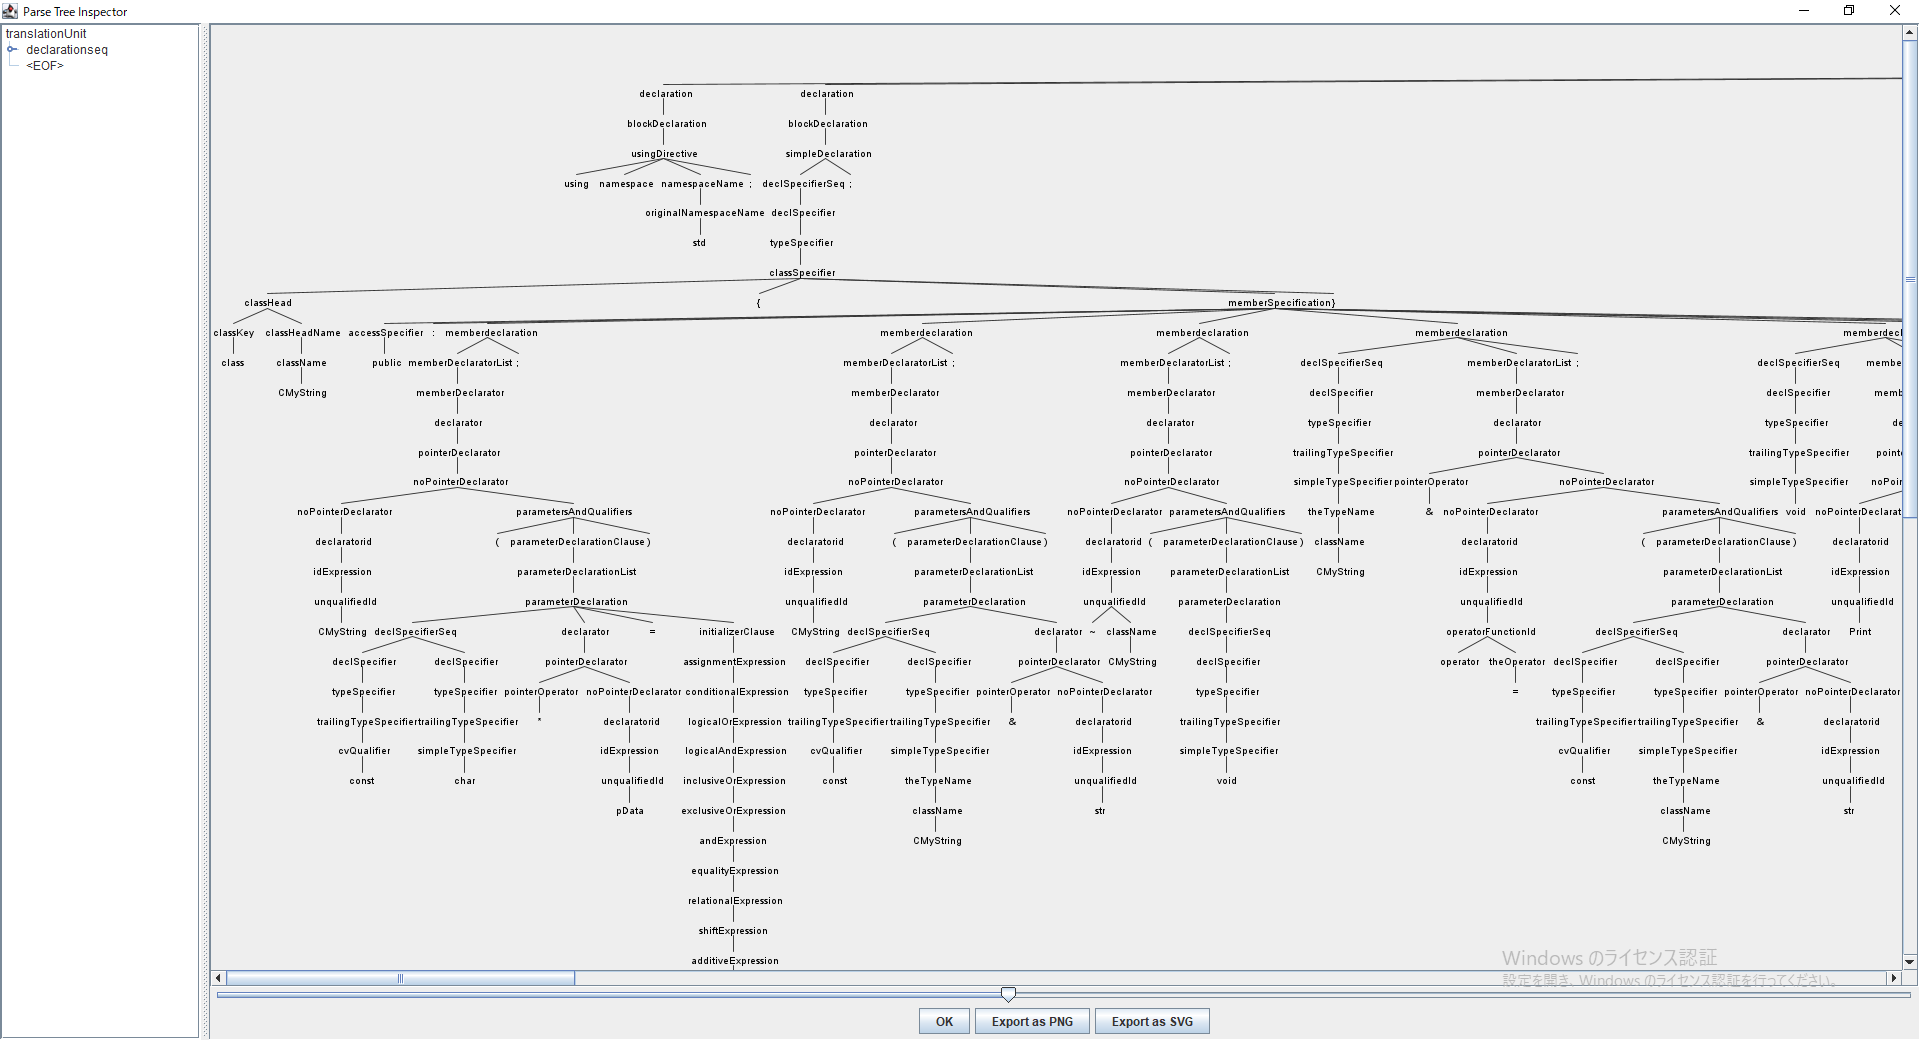 Parse Tree Inspector
translationUnit
declarationseq
<EOF>
declaration declaration
blockDeclaration blockDeclaration
usingDirective simpleDeclaration
using namespace namespaceName ; declSpecifierSeq ;
originalNamespaceName declSpecifier
std typeSpecifier
classSpecifier
classHead { memberSpecification}
classKey classHeadName accessSpecifier : memberdeclaration memberdeclaration memberdeclaration memberdeclaration memberdecl
class className public memberDeclaratorList ; memberDeclaratorList ; memberDeclaratorList ; declSpecifierSeq memberDeclaratorList ; declSpecifierSeq membe
CMyString memberDeclarator memberDeclarator memberDeclarator declSpecifier memberDeclarator declSpecifier memb
declarator declarator declarator typeSpecifier declarator typeSpecifier de
pointerDeclarator pointerDeclarator pointerDeclarator trailingTypeSpecifier pointerDeclarator trailingTypeSpecifier point
noPointerDeclarator noPointerDeclarator noPointerDeclarator simpleTypeSpecifier pointerOperator noPointerDeclarator simpleTypeSpecifier noPoi
noPointerDeclarator parametersAndQualifiers noPointerDeclarator parametersAndQualifiers noPointerDeclarator parametersAndQualifiers theTypeName & noPointerDeclarator parametersAndQualifiers void noPointerDeclarat
declaratorid ( parameterDeclarationClause ) declaratorid ( parameterDeclarationClause ) declaratorid ( parameterDeclarationClause ) className declaratorid ( parameterDeclarationClause ) declaratorid
idExpression parameterDeclarationList idExpression parameterDeclarationList idExpression parameterDeclarationList CMyString idExpression parameterDeclarationList idExpression
unqualifiedId parameterDeclaration unqualifiedId parameterDeclaration unqualifiedId parameterDeclaration unqualifiedId parameterDeclaration unqualifiedId
CMyString declSpecifierSeq declarator = initializerClause CMyString declSpecifierSeq declarator ~ className declSpecifierSeq operatorFunctionId declSpecifierSeq declarator Print
declSpecifier declSpecifier pointerDeclarator assignmentExpression declSpecifier declSpecifier pointerDeclarator CMyString declSpecifier operator theOperator declSpecifier declSpecifier pointerDeclarator
typeSpecifier typeSpecifier pointerOperator noPointerDeclarator conditionalExpression typeSpecifier typeSpecifier pointerOperator noPointerDeclarator typeSpecifier = typeSpecifier typeSpecifier pointerOperator noPointerDeclarator
trailingTypeSpecifier trailingTypeSpecifier * declaratorid logicalOrExpression trailingTypeSpecifier trailingTypeSpecifier & declaratorid trailingTypeSpecifier trailingTypeSpecifier trailingTypeSpecifier & declaratorid
cvQualifier simpleTypeSpecifier idExpression logicalAndExpression cvQualifier simpleTypeSpecifier idExpression simpleTypeSpecifier cvQualifier simpleTypeSpecifier idExpression
const char unqualifiedId inclusiveOrExpression const theTypeName unqualifiedId void const theTypeName unqualifiedId
pData exclusiveOrExpression className str className str
andExpression CMyString CMyString
equalityExpression
relationalExpression
shiftExpression
additiveExpression
Windows のライセンス認証
設定を開き、Windows のライセンス認証を行ってください。
OK Export as PNG Export as SVG